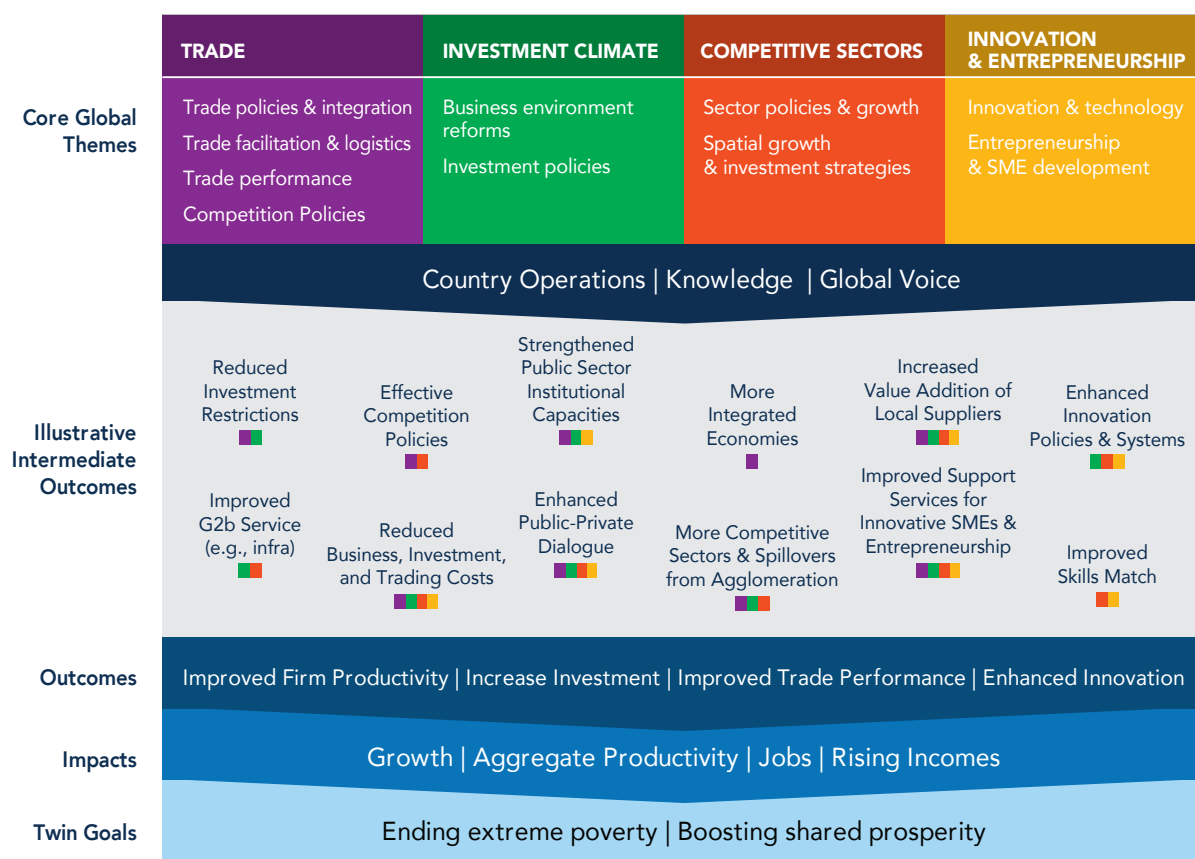 TRADE
INVESTMENT CLIMATE
COMPETITIVE SECTORS
INNOVATION
& ENTREPRENEURSHIP
Core Global
Themes
Trade policies & integration
Trade facilitation & logistics
Trade performance
Competition Policies
Business environment
reforms
Investment policies
Sector policies & growth
Spatial growth
& investment strategies
Innovation & technology
Entrepreneurship
& SME development
Country Operations | Knowledge | Global Voice
Illustrative
Intermediate
Outcomes
Reduced
Investment
Restrictions
Effective
Competition
Policies
Strengthened
Public Sector
Institutional
Capacities
More
Integrated
Economies
Increased
Value Addition of
Local Suppliers
Enhanced
Innovation
Policies & Systems
Improved
G2b Service
(e.g., infra)
Reduced
Business, Investment,
and Trading Costs
Enhanced
Public-Private
Dialogue
More Competitive
Sectors & Spillovers
from Agglomeration
Improved Support
Services for
Innovative SMEs &
Entrepreneurship
Improved
Skills Match
Outcomes
Improved Firm Productivity | Increase Investment | Improved Trade Performance | Enhanced Innovation
Impacts
Growth | Aggregate Productivity | Jobs | Rising Incomes
Twin Goals
Ending extreme poverty | Boosting shared prosperity